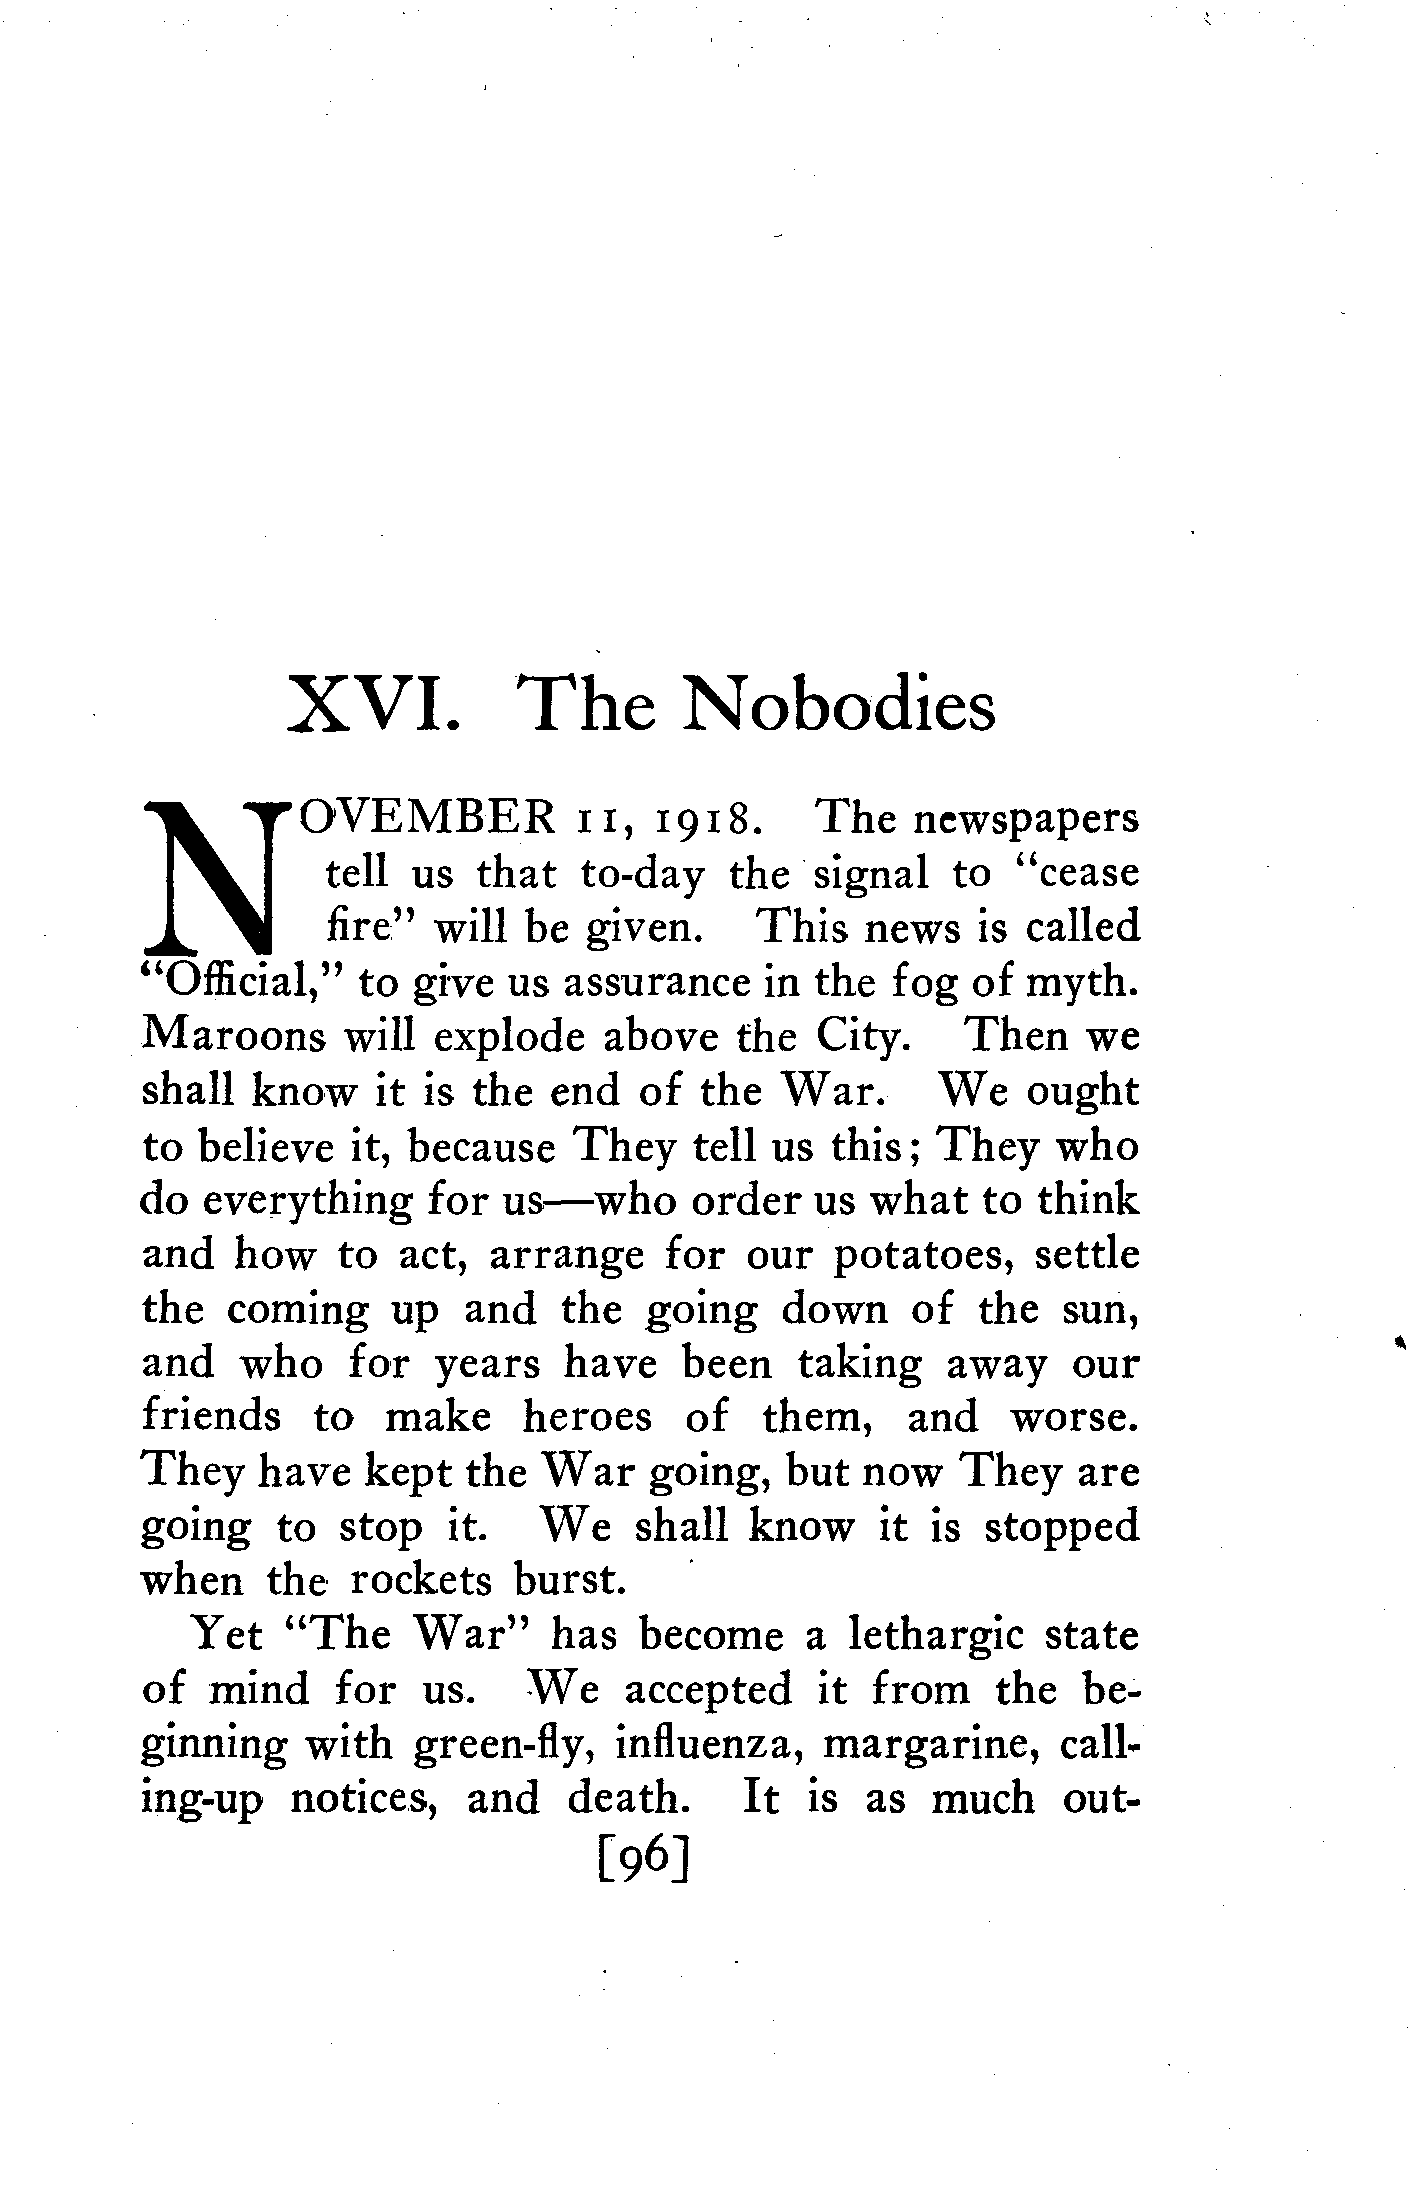 XVI. The Nobodies
NOVEMBER 11, 1918. The newspapers
tell us that to-day the signal to “cease
fire” will be given. This news is called
“Official,” to give us assurance in the fog of myth.
Maroons will explode above the City. Then we
shall know it is the end of the War. We ought
to believe it, because They tell us this; They who
do everything for us—who order us what to think
and how to act, arrange for our potatoes, settle
the coming up and the going down of the sun,
and who for years have been taking away our
friends to make heroes of them, and worse.
They have kept the War going, but now They are
going to stop it. We shall know it is stopped
when the rockets burst.
Yet “The War” has become a lethargic state
of mind for us. We accepted it from the be-
ginning with green-fly, influenza, margarine, call-
ing-up notices, and death. It is as much out-
[96]